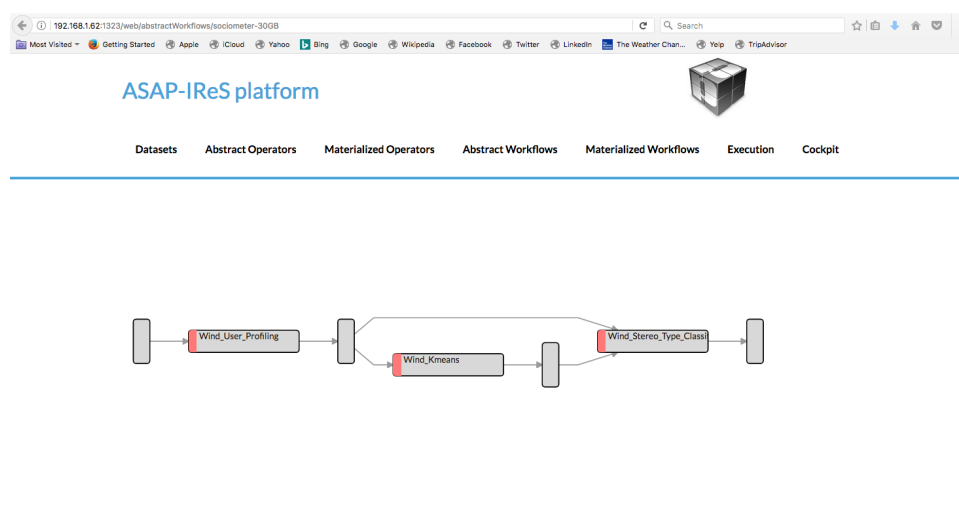 192.168.1.62:1323/web/abstractWorkflows/sociometer-30GB
Search
Most Visited Getting Started Apple iCloud Yahoo Bing Google Wikipedia Facebook Twitter LinkedIn The Weather Chan... Yelp TripAdvisor
ASAP-IReS platform
Datasets Abstract Operators Materialized Operators Abstract Workflows Materialized Workflows Execution Cockpit
Wind_User_Profiling
Wind_Stereo_Type_Classi
Wind_Kmeans